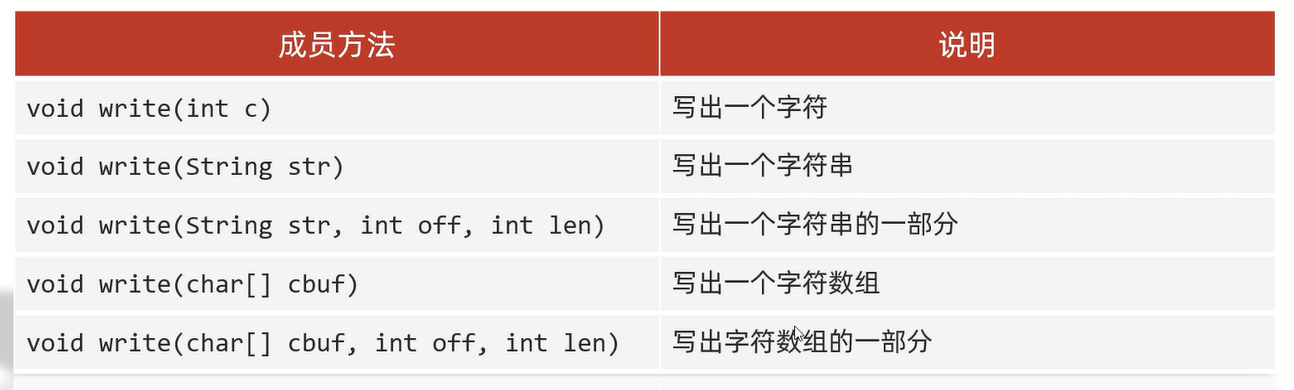 成员方法 说明
void write(int c) 写出一个字符
void write(String str) 写出一个字符串
void write(String str, int off, int len) 写出一个字符串的一部分
void write(char[] cbuf) 写出一个字符数组
void write(char[] cbuf, int off, int len) 写出字符数组的一部分